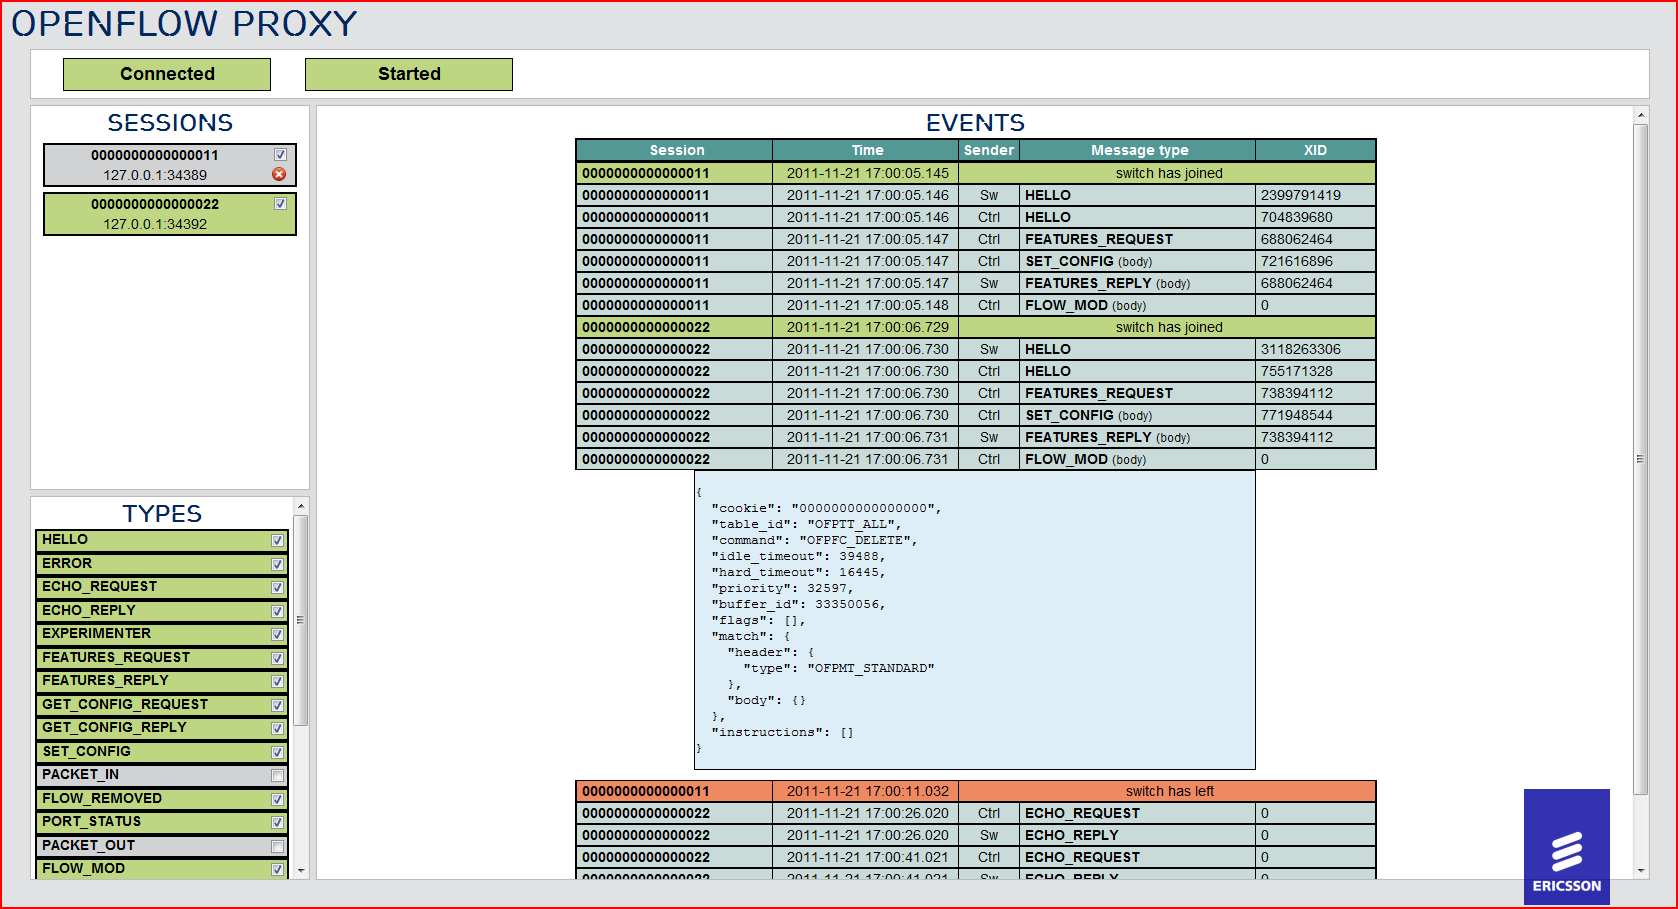 OPENFLOW PROXY
Connected Started
SESSIONS
0000000000000011
127.0.0.1:34389
0000000000000022
127.0.0.1:34392
TYPES
HELLO
ERROR
ECHO_REQUEST
ECHO_REPLY
EXPERIMENTER
FEATURES_REQUEST
FEATURES_REPLY
GET_CONFIG_REQUEST
GET_CONFIG_REPLY
SET_CONFIG
PACKET_IN
FLOW_REMOVED
PORT_STATUS
PACKET_OUT
FLOW_MOD
EVENTS
Session Time Sender Message type XID
0000000000000011 2011-11-21 17:00:05.145 switch has joined
0000000000000011 2011-11-21 17:00:05.146 Sw HELLO 2399791419
0000000000000011 2011-11-21 17:00:05.146 Ctrl HELLO 704839680
0000000000000011 2011-11-21 17:00:05.147 Ctrl FEATURES_REQUEST 688062464
0000000000000011 2011-11-21 17:00:05.147 Ctrl SET_CONFIG (body) 721616896
0000000000000011 2011-11-21 17:00:05.147 Sw FEATURES_REPLY (body) 688062464
0000000000000011 2011-11-21 17:00:05.148 Ctrl FLOW_MOD (body) 0
0000000000000022 2011-11-21 17:00:06.729 switch has joined
0000000000000022 2011-11-21 17:00:06.730 Sw HELLO 3118263306
0000000000000022 2011-11-21 17:00:06.730 Ctrl HELLO 755171328
0000000000000022 2011-11-21 17:00:06.730 Ctrl FEATURES_REQUEST 738394112
0000000000000022 2011-11-21 17:00:06.730 Ctrl SET_CONFIG (body) 771948544
0000000000000022 2011-11-21 17:00:06.731 Sw FEATURES_REPLY (body) 738394112
0000000000000022 2011-11-21 17:00:06.731 Ctrl FLOW_MOD (body) 0
{
"cookie": "0000000000000000",
"table_id": "OFPTT_ALL",
"command": "OFPFC_DELETE",
"idle_timeout": 39488,
"hard_timeout": 16445,
"priority": 32597,
"buffer_id": 33350056,
"flags": [],
"match": {
"header": {
"type": "OFPMT_STANDARD"
},
"body": {}
},
"instructions": []
}
0000000000000011 2011-11-21 17:00:11.032 switch has left
0000000000000022 2011-11-21 17:00:26.020 Ctrl ECHO_REQUEST 0
0000000000000022 2011-11-21 17:00:26.020 Sw ECHO_REPLY 0
0000000000000022 2011-11-21 17:00:41.021 Ctrl ECHO_REQUEST 0
0000000000000022 2011-11-21 17:00:41.021 Sw ECHO_REPLY 0
ERICSSON